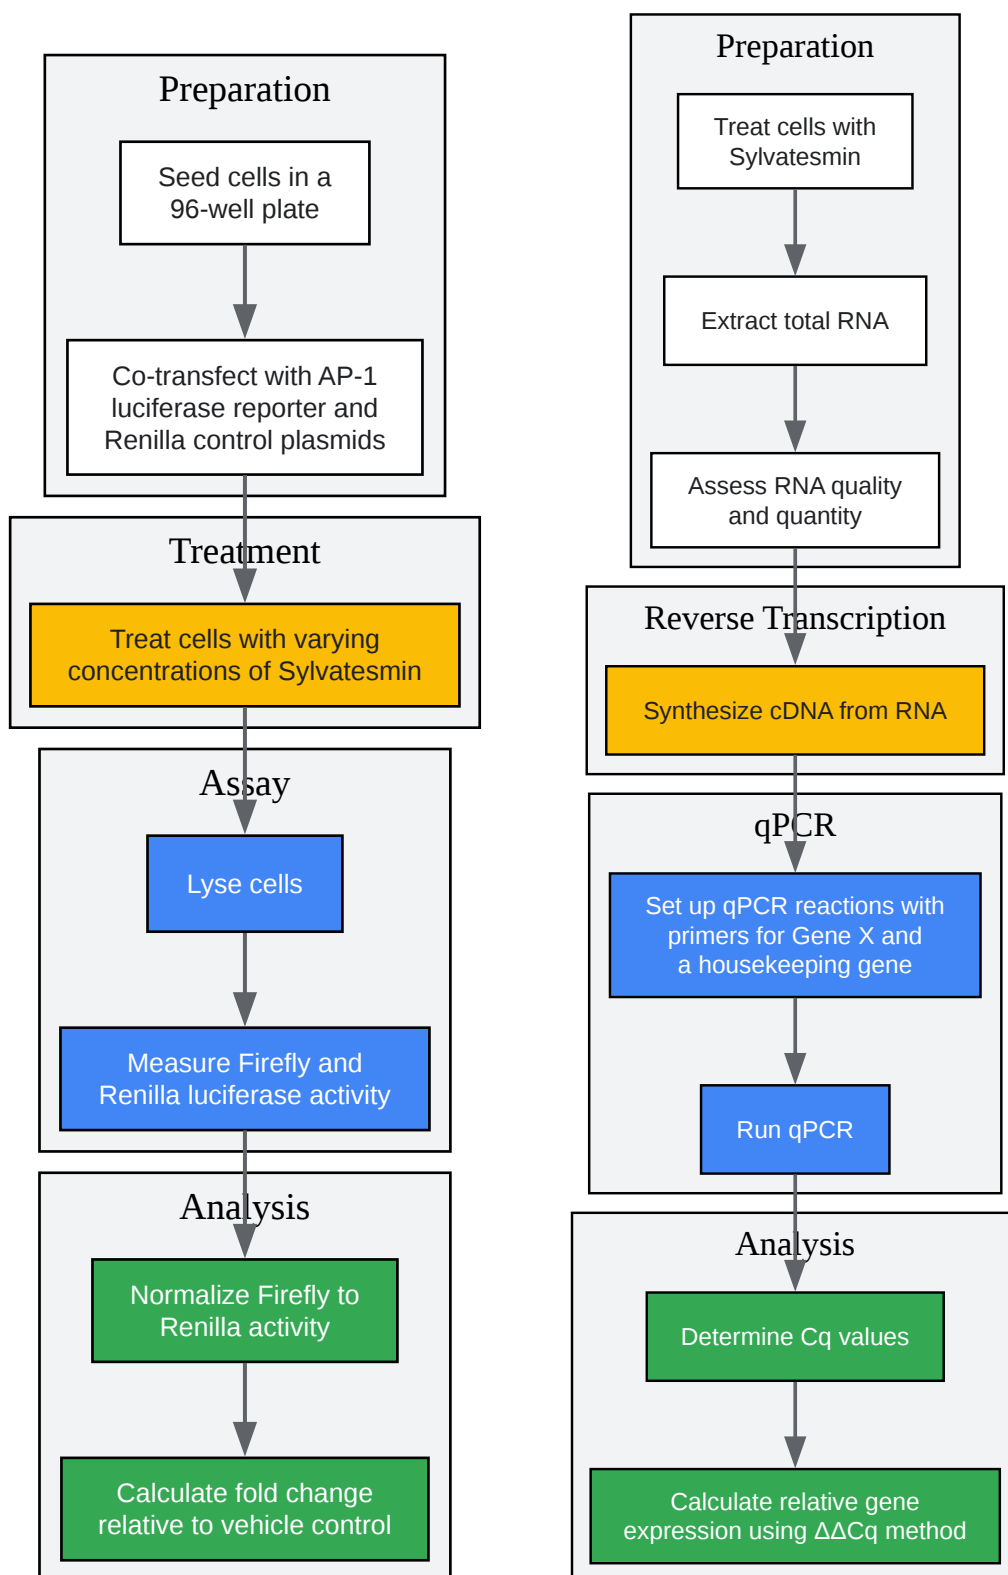 Preparation
Seed cells in a
96-well plate
Co-transfect with AP-1
luciferase reporter and
Renilla control plasmids
Treatment
Treat cells with varying
concentrations of Sylvatesmin
Assay
Lyse cells
Measure Firefly and
Renilla luciferase activity
Analysis
Normalize Firefly to
Renilla activity
Calculate fold change
relative to vehicle control
Preparation
Treat cells with
Sylvatesmin
Extract total RNA
Assess RNA quality
and quantity
Reverse Transcription
Synthesize cDNA from RNA
qPCR
Set up qPCR reactions with
primers for Gene X and
a housekeeping gene
Run qPCR
Analysis
Determine Cq values
Calculate relative gene
expression using ΔΔCq method